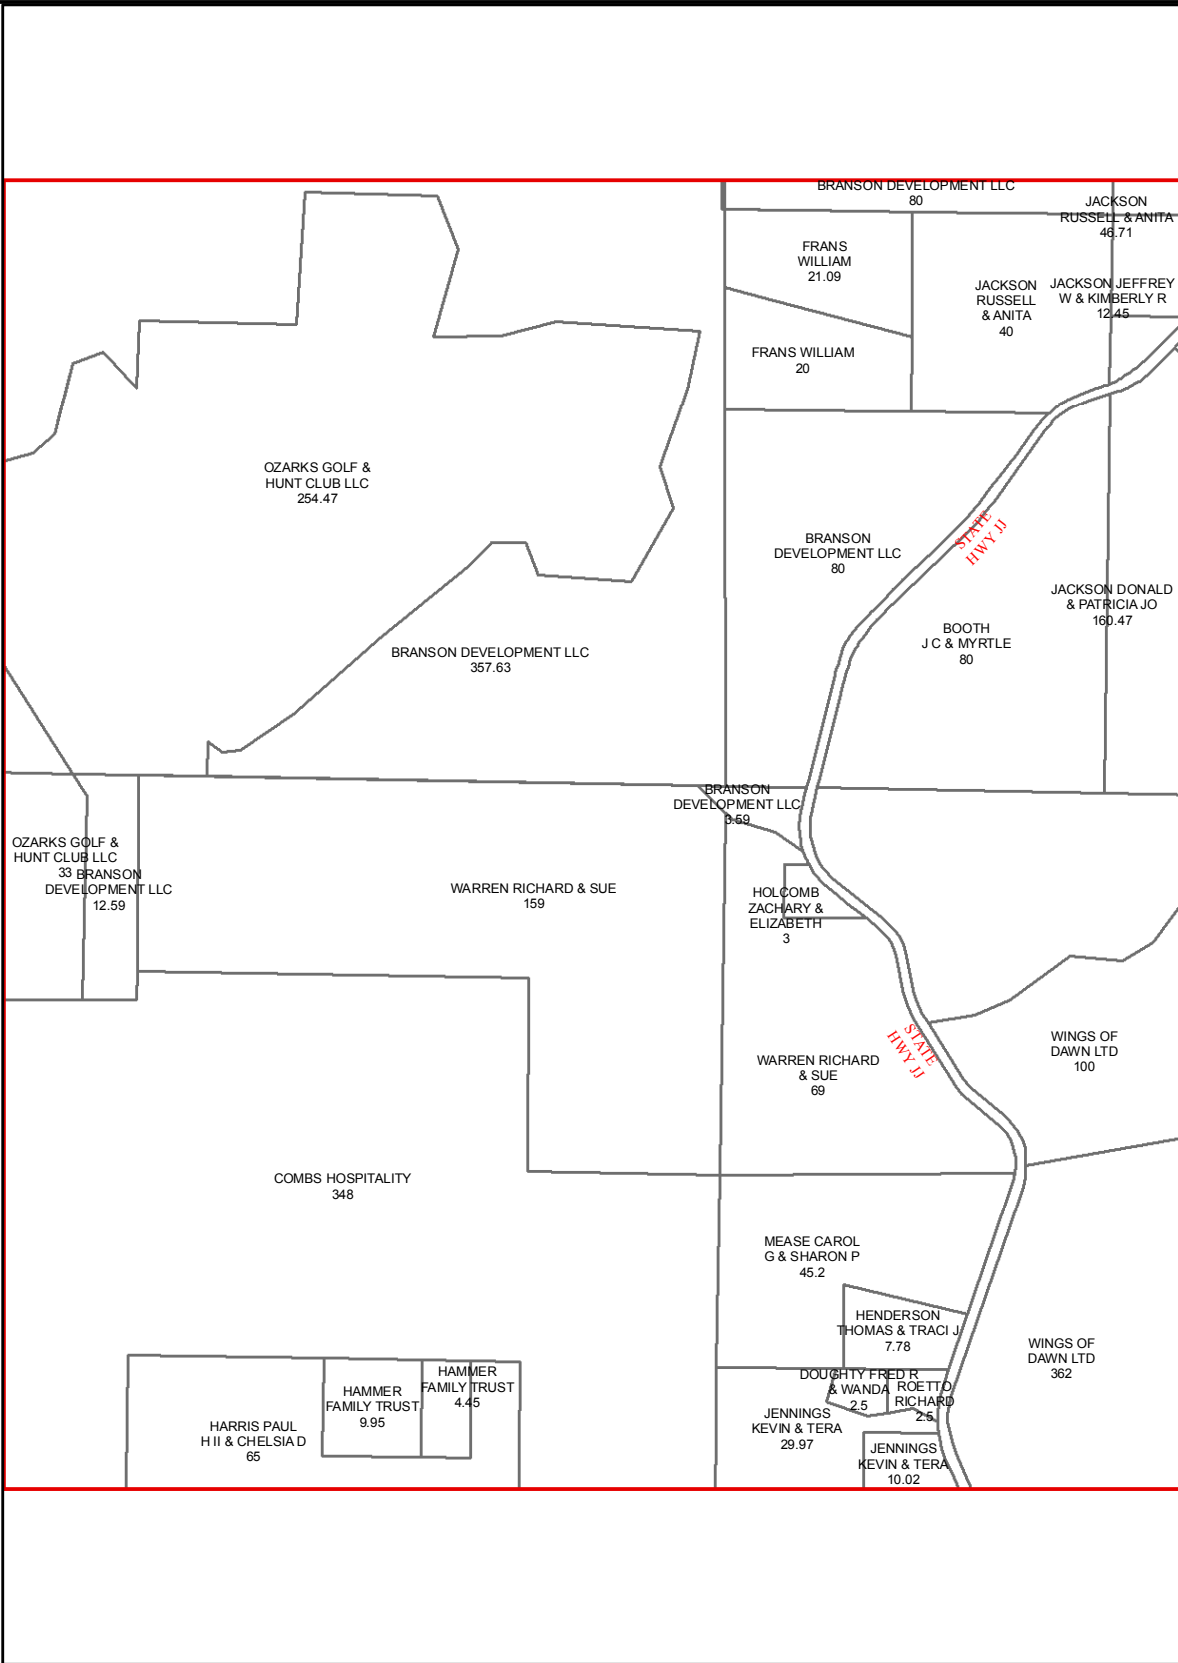 BRANSON DEVELOPMENT LLC
80
JACKSON
RUSSELL & ANITA
46.71
FRANS
WILLIAM
21.09
JACKSON
RUSSELL
& ANITA
40
JACKSON JEFFREY
W & KIMBERLY R
12.45
FRANS WILLIAM
20
OZARKS GOLF &
HUNT CLUB LLC
254.47
STATE
HWY JJ
BRANSON
DEVELOPMENT LLC
80
JACKSON DONALD
& PATRICIA JO
160.47
BOOTH
J C & MYRTLE
80
BRANSON DEVELOPMENT LLC
357.63
BRANSON
DEVELOPMENT LLC
3.59
OZARKS GOLF &
HUNT CLUB LLC
33
BRANSON
DEVELOPMENT LLC
12.59
WARREN RICHARD & SUE
159
HOLCOMB
ZACHARY &
ELIZABETH
3
STATE
HWY JJ
WINGS OF
DAWN LTD
100
WARREN RICHARD
& SUE
69
COMBS HOSPITALITY
348
MEASE CAROL
G & SHARON P
45.2
HENDERSON
THOMAS & TRACI J
7.78
WINGS OF
DAWN LTD
362
DOUGHTY FRED R
& WANDA
2.5
ROETTO
RICHARD
2.5
HAMMER
FAMILY TRUST
4.45
HAMMER
FAMILY TRUST
9.95
HARRIS PAUL
H II & CHELSIA D
65
JENNINGS
KEVIN & TERA
29.97
JENNINGS
KEVIN & TERA
10.02